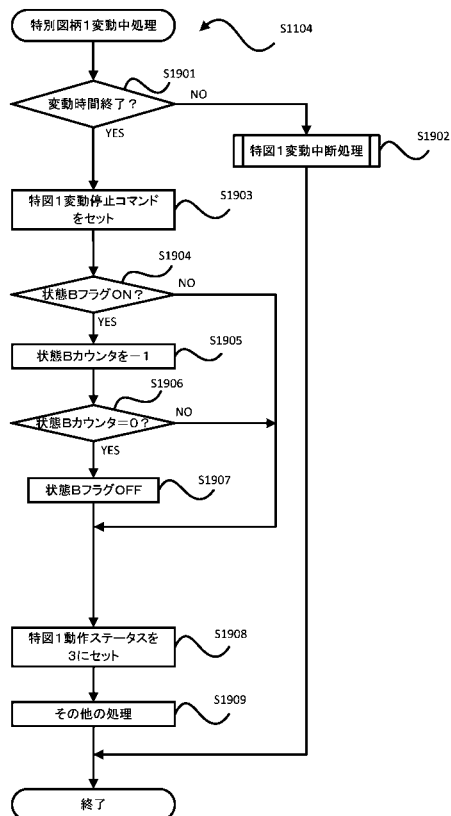 特別図柄1変動中処理
S1104
S1901
変動時間終了？
NO
YES
S1902
特図1変動中断処理
S1903
特図1変動停止コマンド
をセット
S1904
状態BフラグON？
NO
YES
S1905
状態Bカウンタを－1
S1906
状態Bカウンタ＝0？
NO
YES
S1907
状態BフラグOFF
S1908
特図1動作ステータスを
3にセット
S1909
その他の処理
終了